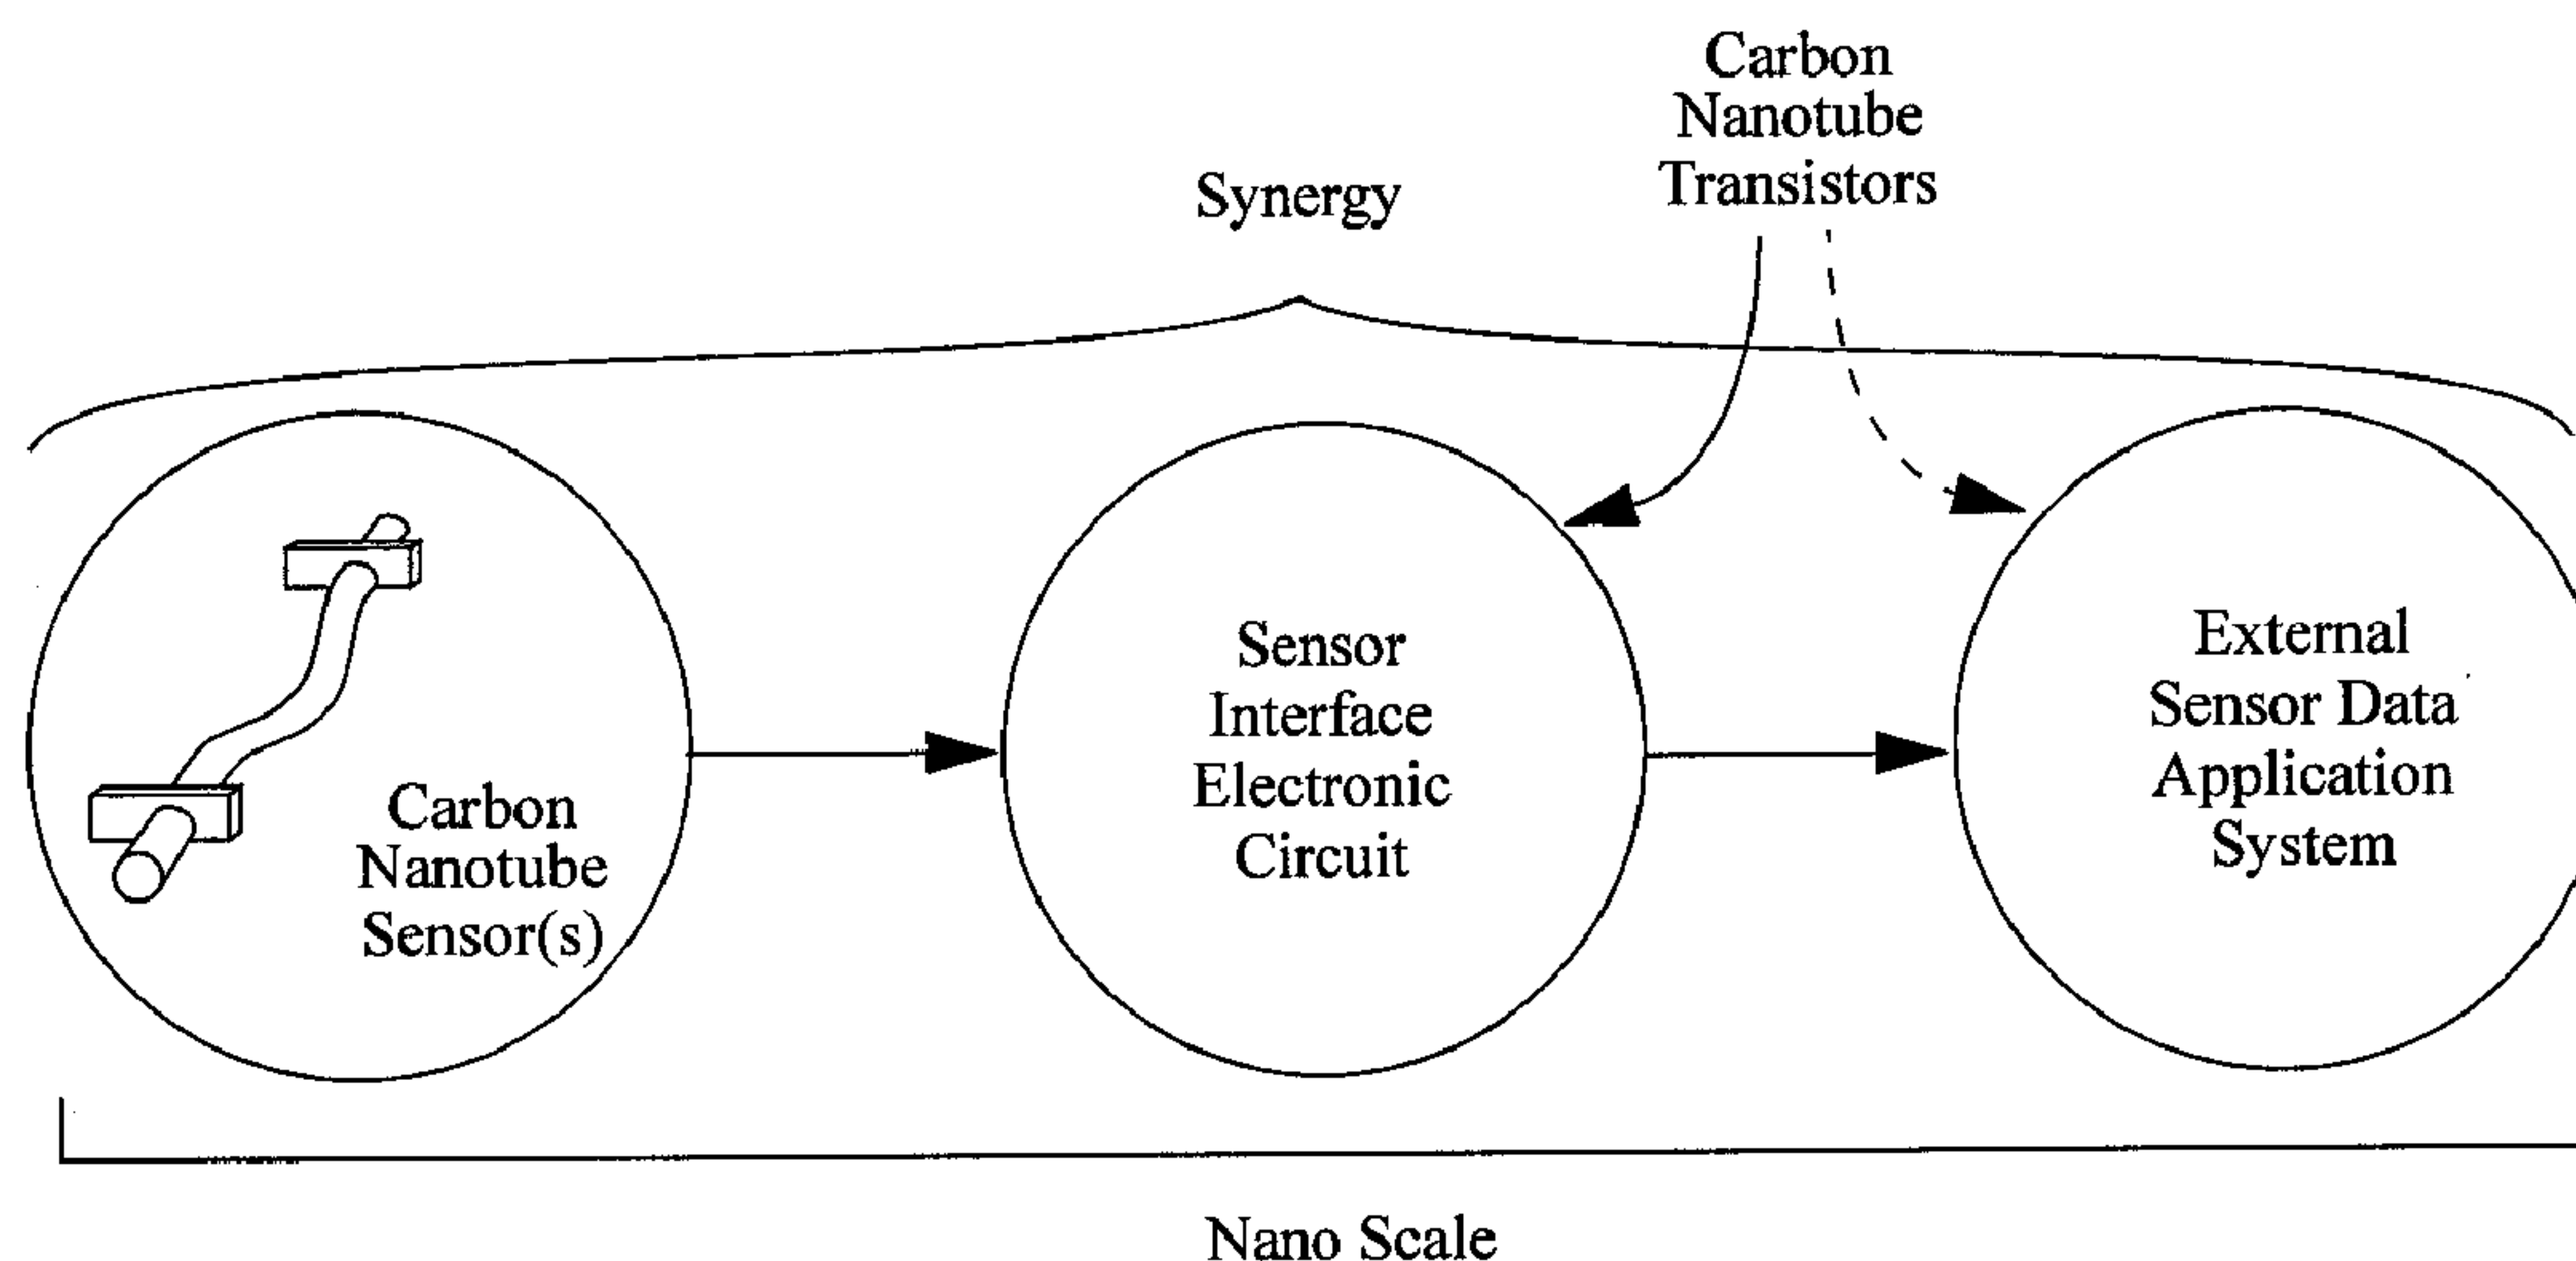 Carbon
Nanotube
Transistors
Synergy
Carbon
Nanotube
Sensor(s)
Sensor
Interface
Electronic
Circuit
External
Sensor Data
Application
System
Nano Scale